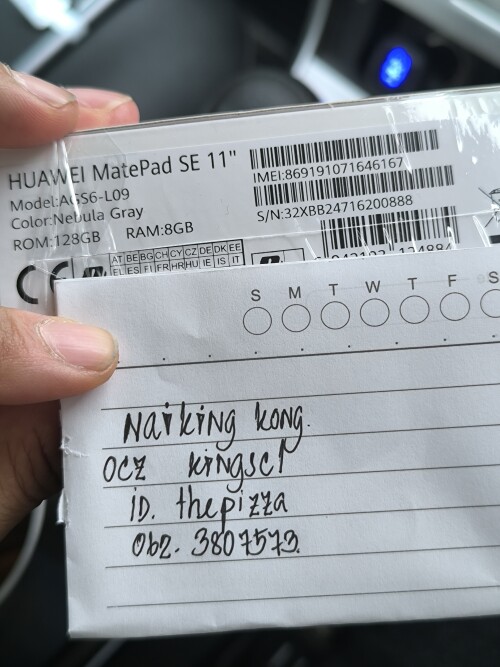 HUAWEI MatePad SE 11"
Model:AGS6-L09
Color:Nebula Gray
ROM:128GB RAM:8GB
IMEI:869191071646167
S/N:32XBB24716200888
AT BE BG CH CY CZ DE DK EE
EL ES FI FR HR HU IE IS IT
S M T W T F S
Naiking kong.
OCZ kingscl
ID. thepizza
062. 3807573.